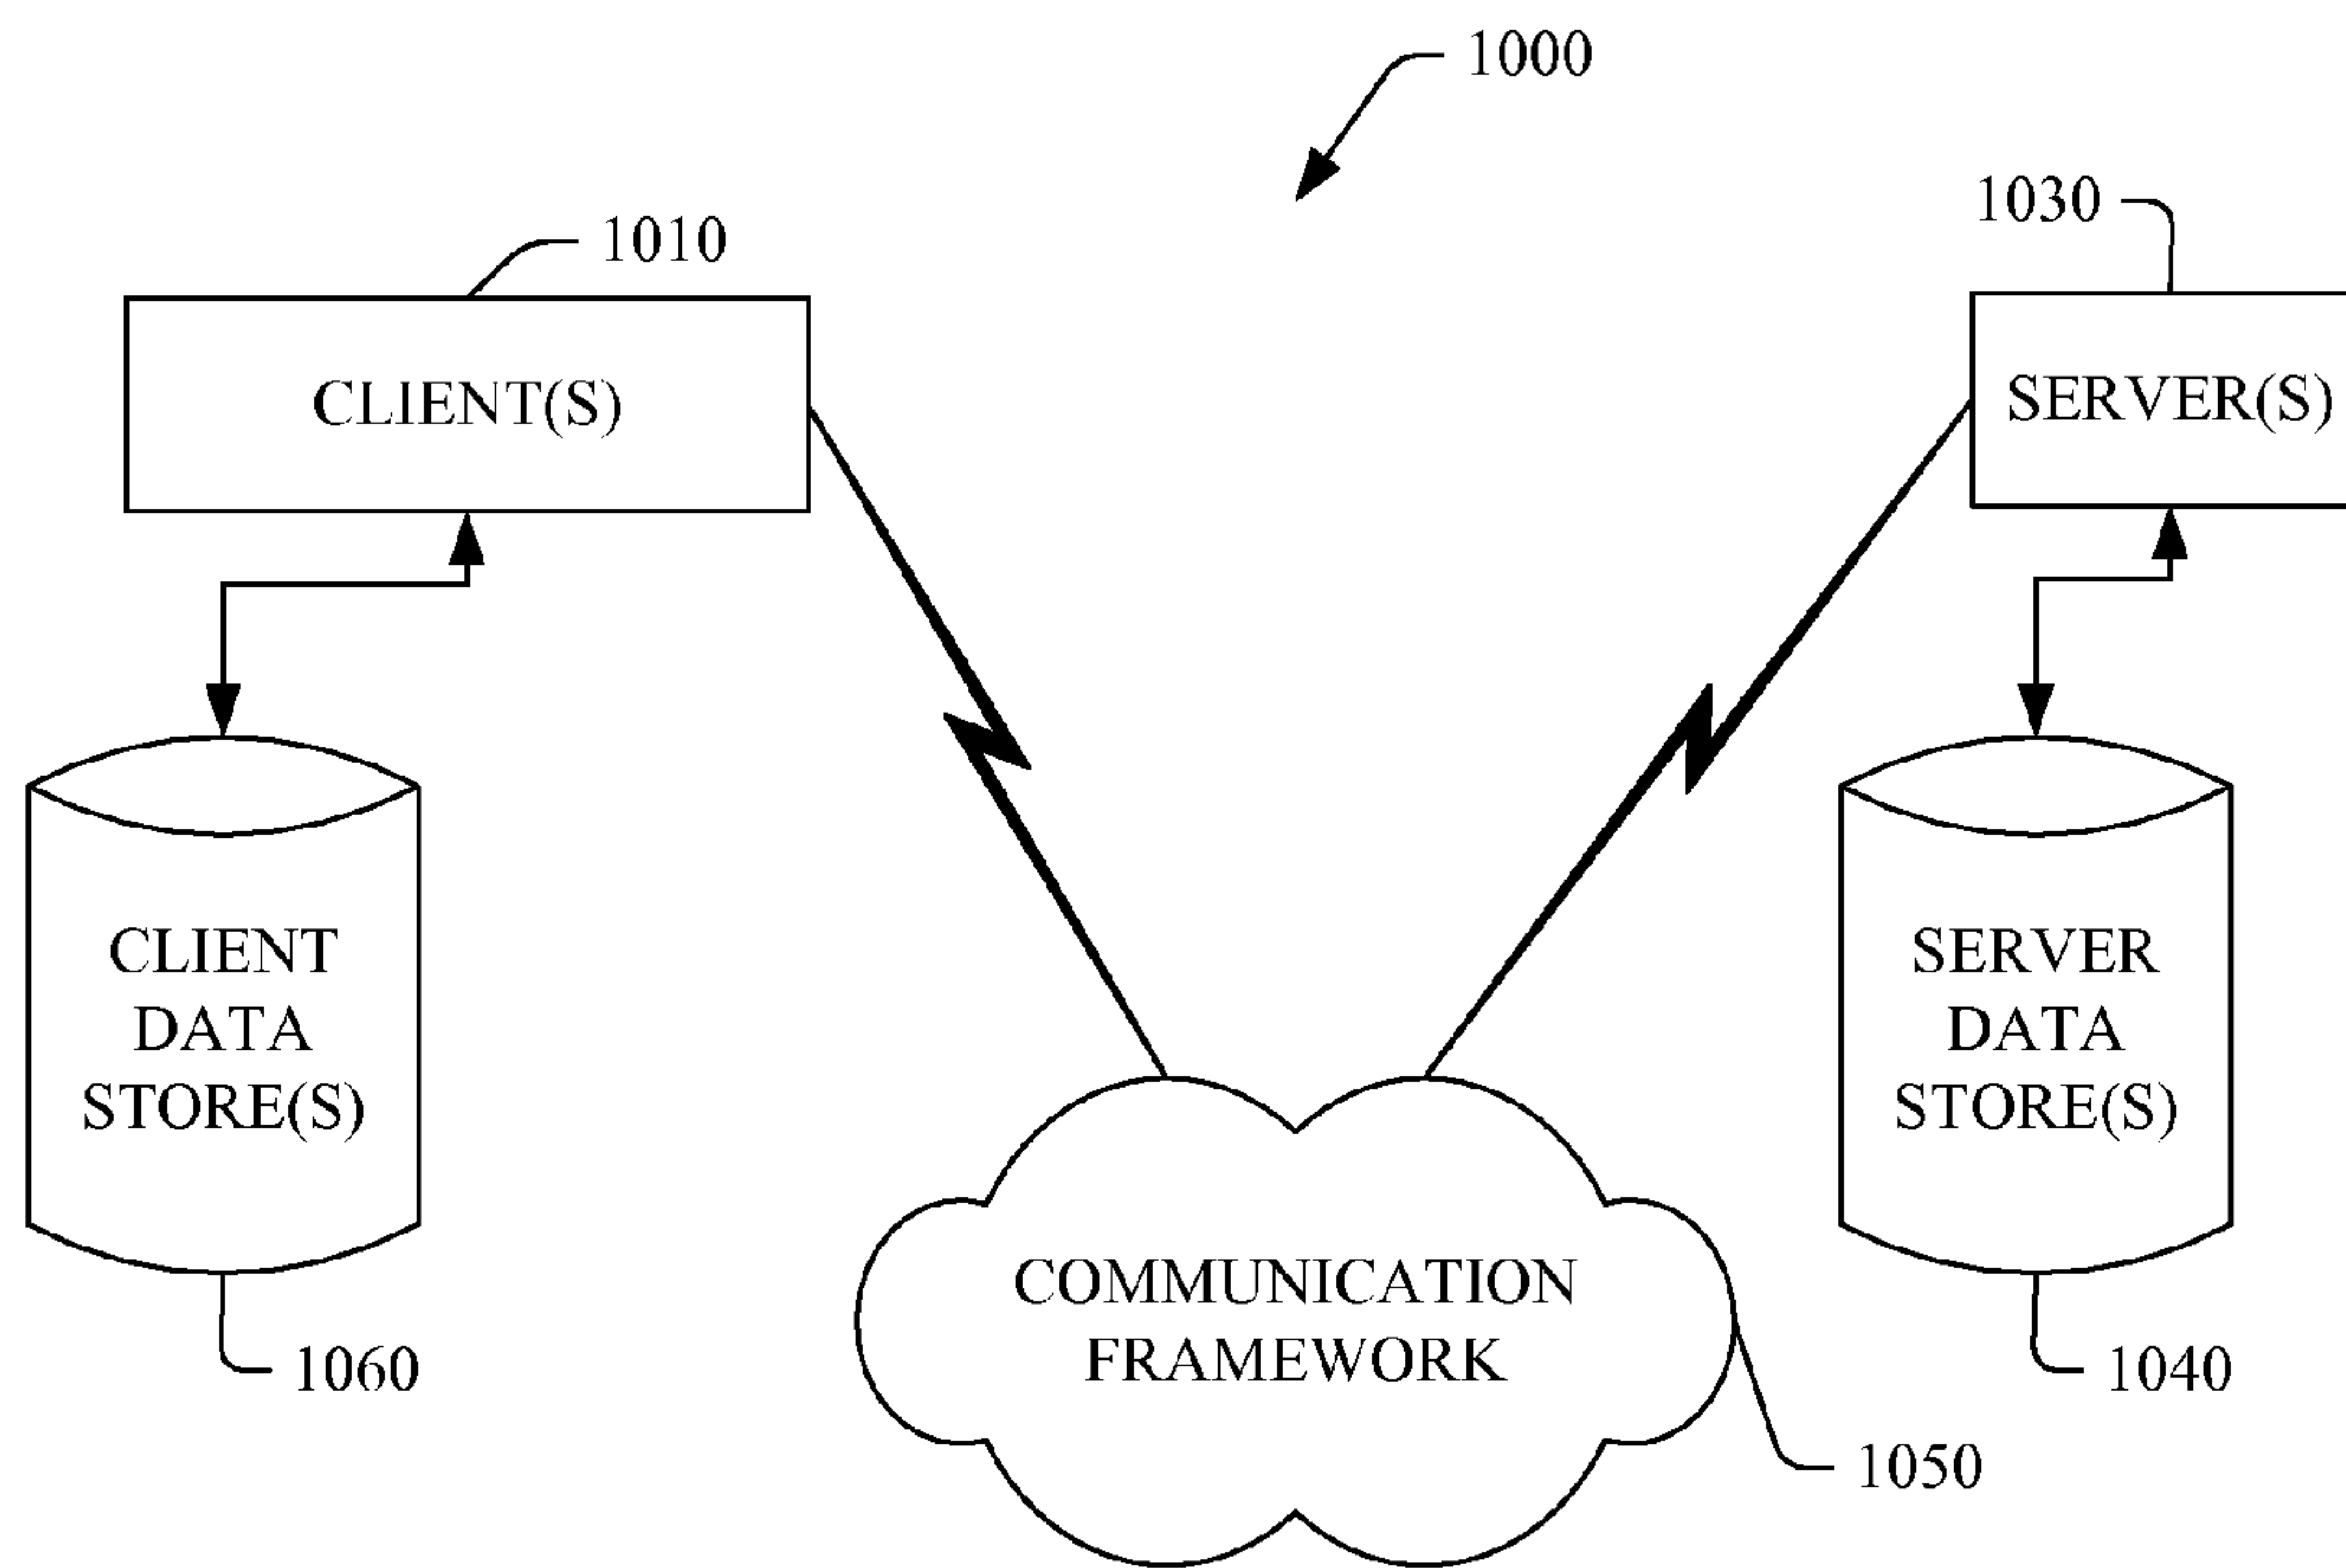 1000
1030
1010
CLIENT(S)
SERVER(S)
CLIENT
DATA
STORE(S)
SERVER
DATA
STORE(S)
COMMUNICATION
FRAMEWORK
1060
1040
1050